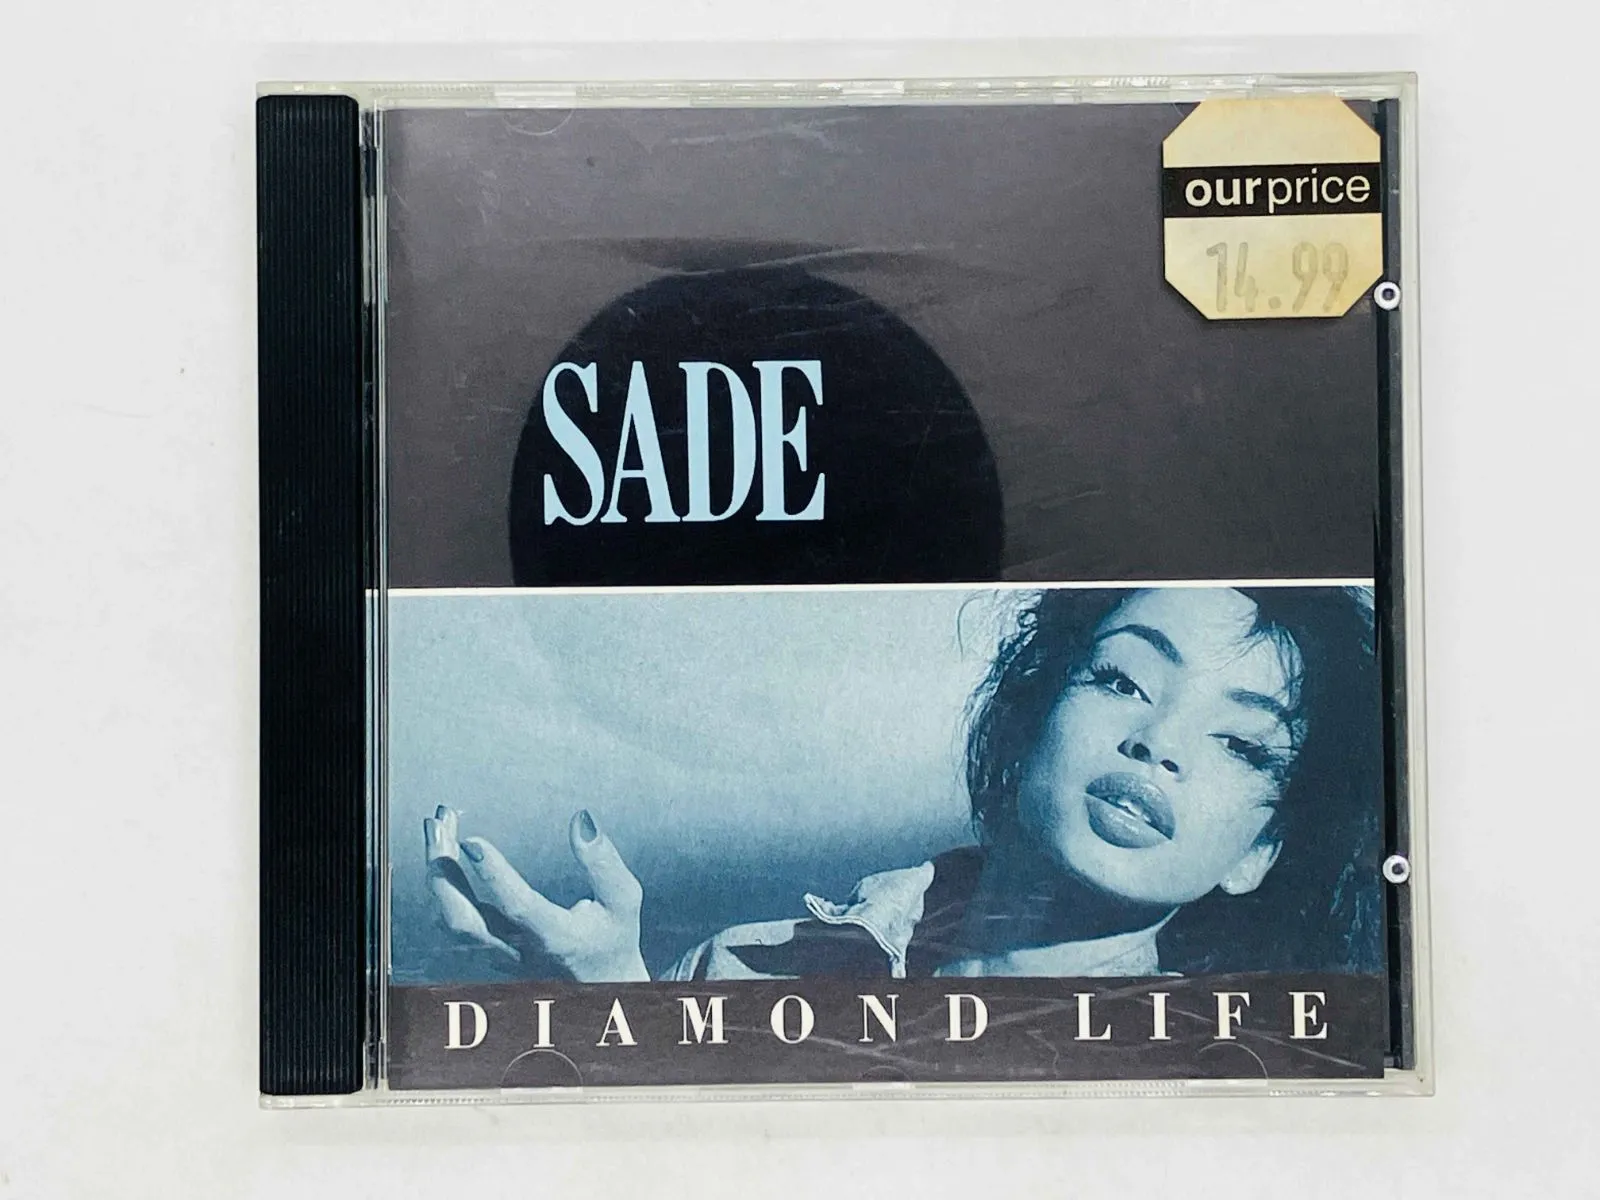 ourprice
14.99
SADE
DIAMOND LIFE